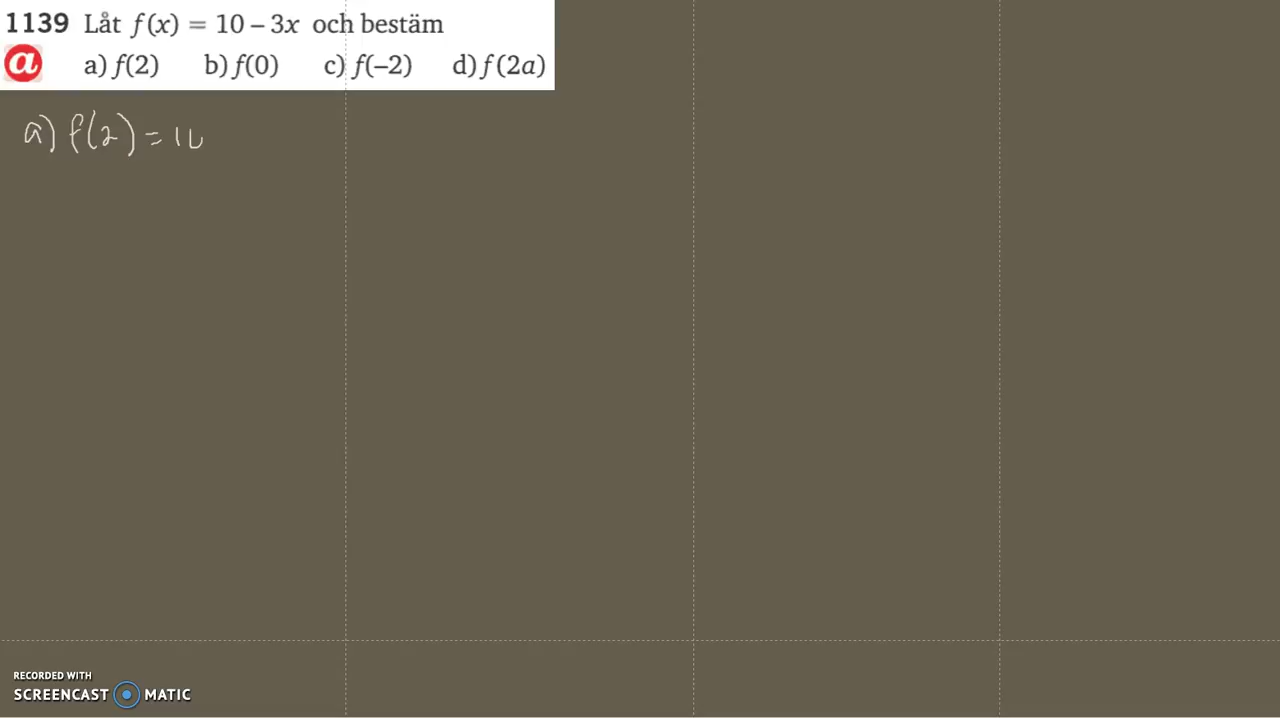 1139 Låt f(x) = 10 – 3x och bestäm
a a) f(2) b) f(0) c) f(–2) d) f(2a)
a) f(2) = 10
RECORDED WITH
SCREENCAST MATIC